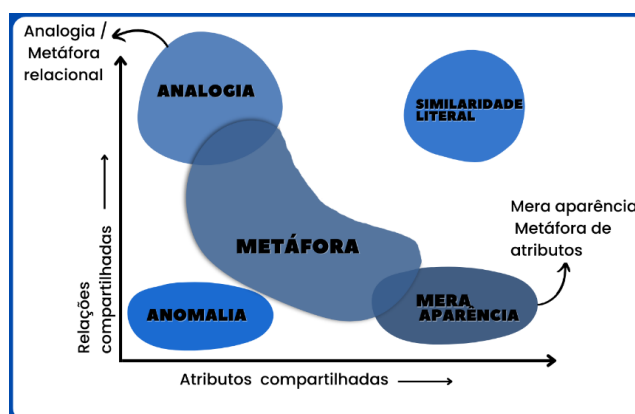 Analogia /
Metáfora
relacional
ANALOGIA
SIMILARIDADE
LITERAL
Mera aparência
Metáfora de
atributos
METÁFORA
MERA
APARÊNCIA
ANOMALIA
Relações
compartilhadas
Atributos compartilhadas